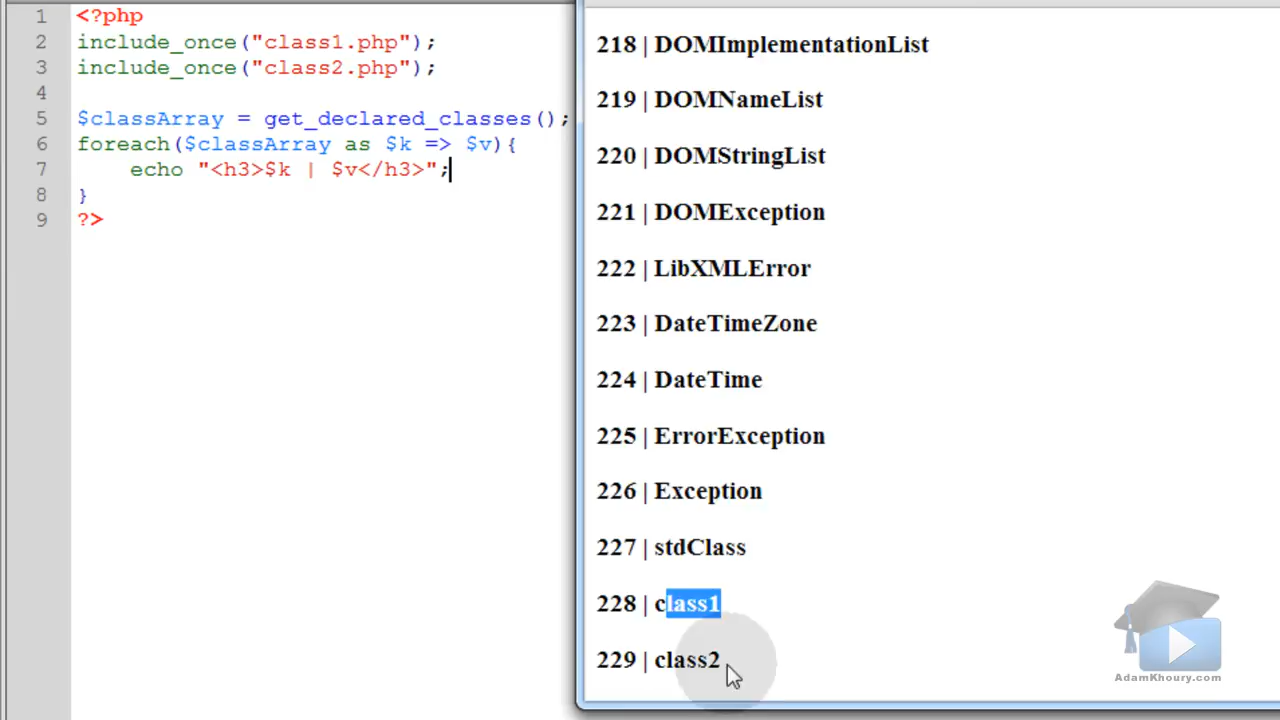 1 <?php
2 include_once("class1.php");
3 include_once("class2.php");
4
5 $classArray = get_declared_classes();
6 foreach($classArray as $k => $v){
7 echo "<h3>$k | $v</h3>";
8 }
9 ?>
218 | DOMImplementationList
219 | DOMNameList
220 | DOMStringList
221 | DOMException
222 | LibXMLError
223 | DateTimeZone
224 | DateTime
225 | ErrorException
226 | Exception
227 | stdClass
228 | class1
229 | class2
AdamKhoury.com